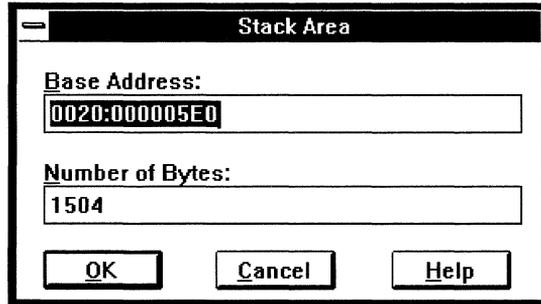 Stack Area
Base Address:
0020:000005E0
Number of Bytes:
1504
OK
Cancel
Help